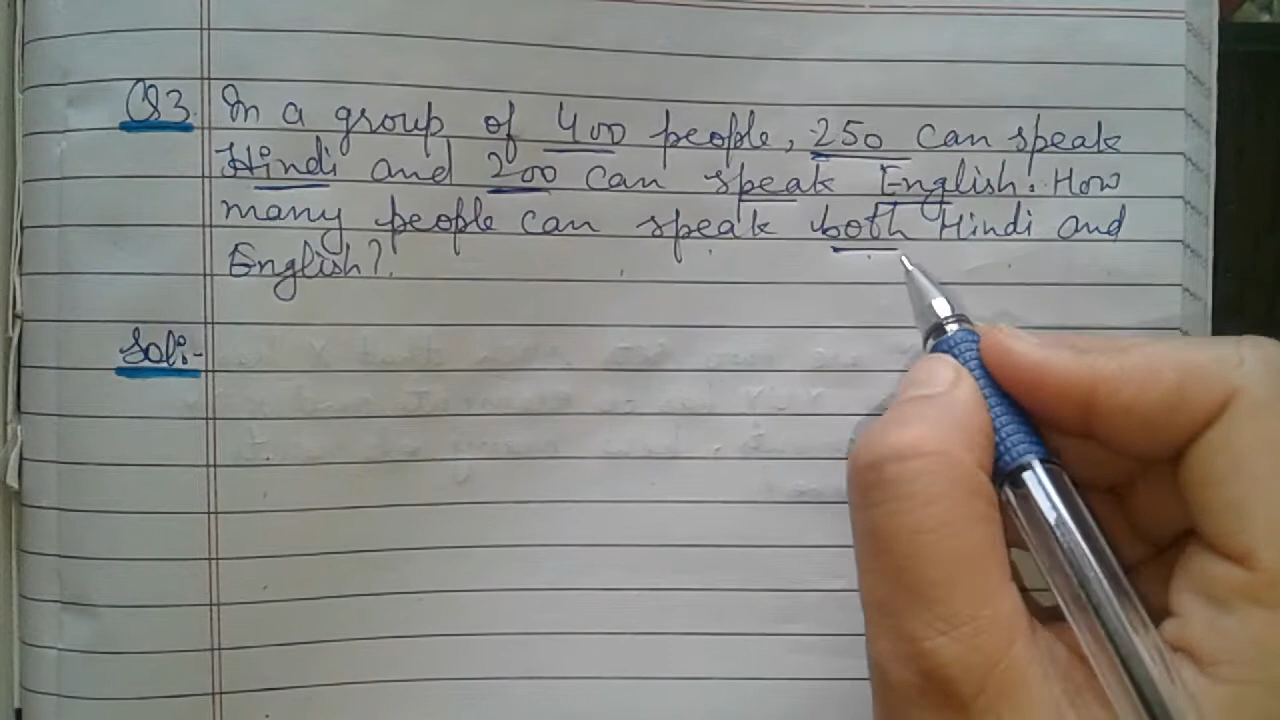 Q3. In a group of 400 people, 250 can speak
Hindi and 200 can speak English. How
many people can speak both Hindi and
English?
Sol:-